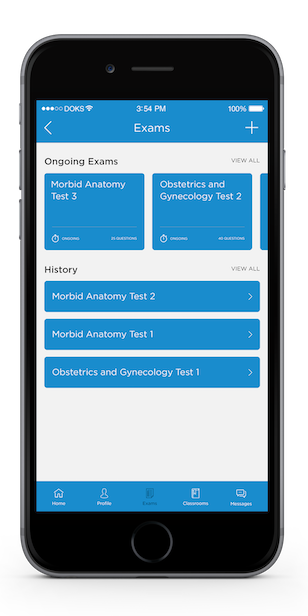 DOKS 3:54 PM 100%
Exams
Ongoing Exams VIEW ALL
Morbid Anatomy
Test 3
ONGOING 25 QUESTIONS
Obstetrics and
Gynecology Test 2
ONGOING 40 QUESTIONS
History VIEW ALL
Morbid Anatomy Test 2
Morbid Anatomy Test 1
Obstetrics and Gynecology Test 1
Home Profile Exams Classrooms Messages